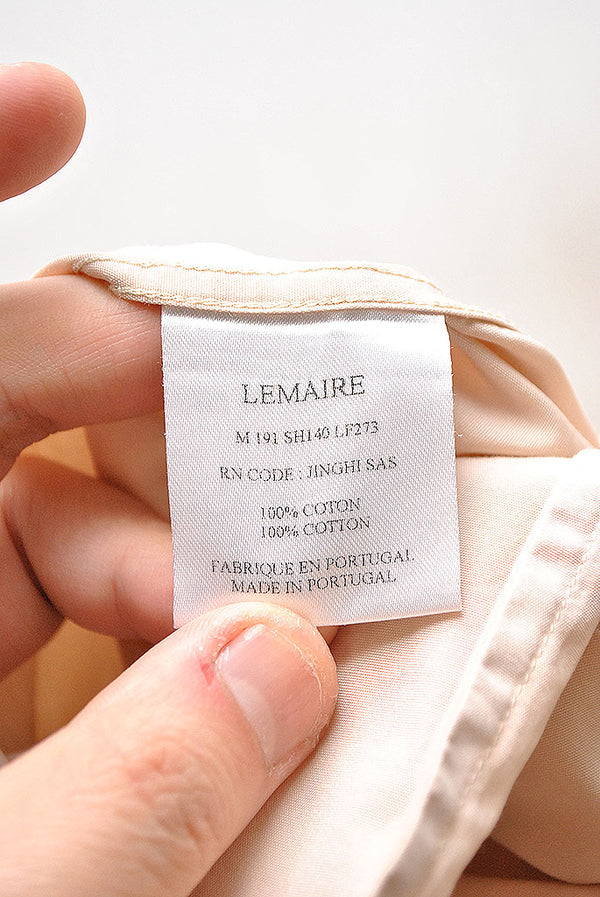 LEMAIRE
M 191 SH140 LF273
RN CODE : JINGHI SAS
100% COTON
100% COTTON
FABRIQUE EN PORTUGAL
MADE IN PORTUGAL